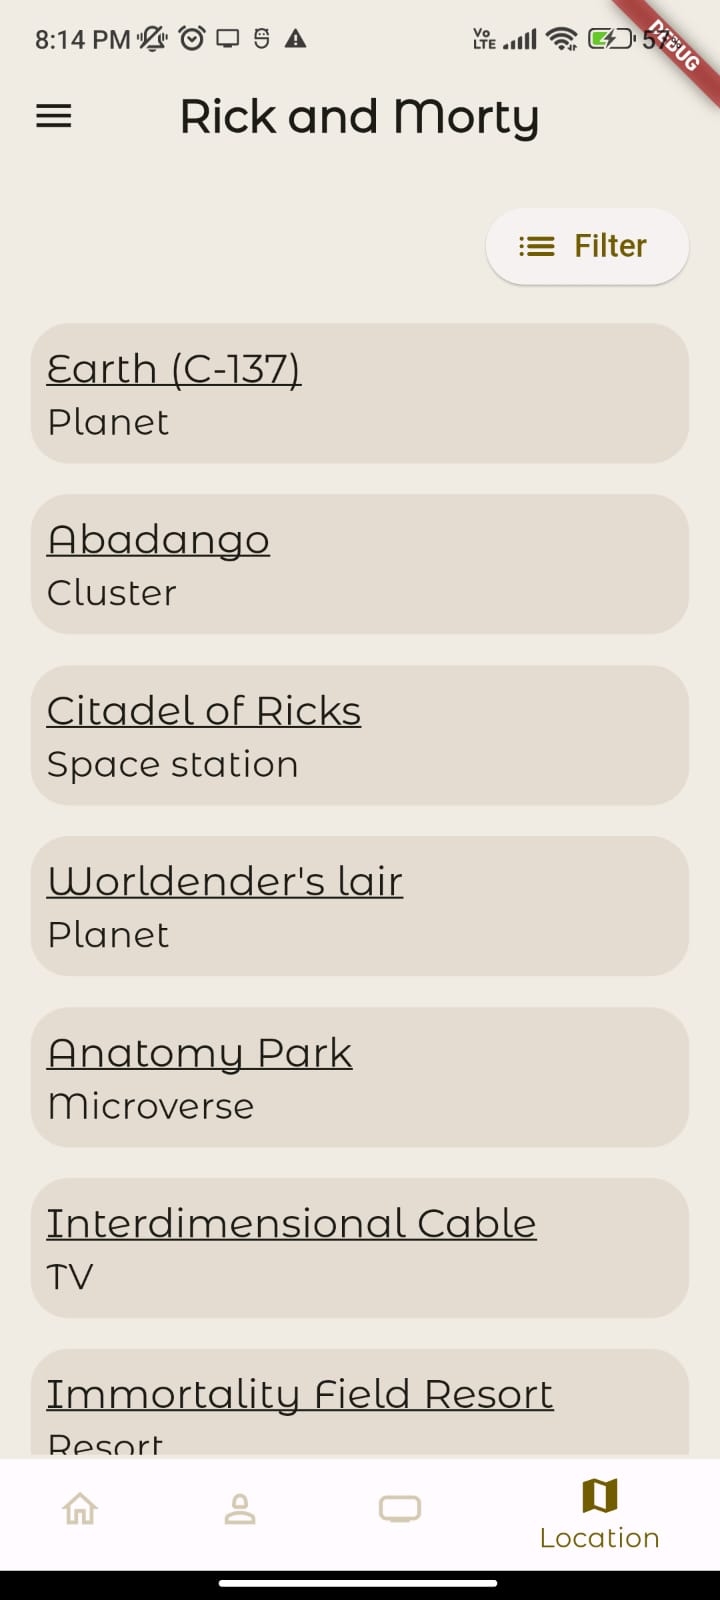 8:14 PM
Vo
LTE
DEBUG
Rick and Morty
Filter
Earth (C-137)
Planet
Abadango
Cluster
Citadel of Ricks
Space station
Worldender's lair
Planet
Anatomy Park
Microverse
Interdimensional Cable
TV
Immortality Field Resort
Resort
Location